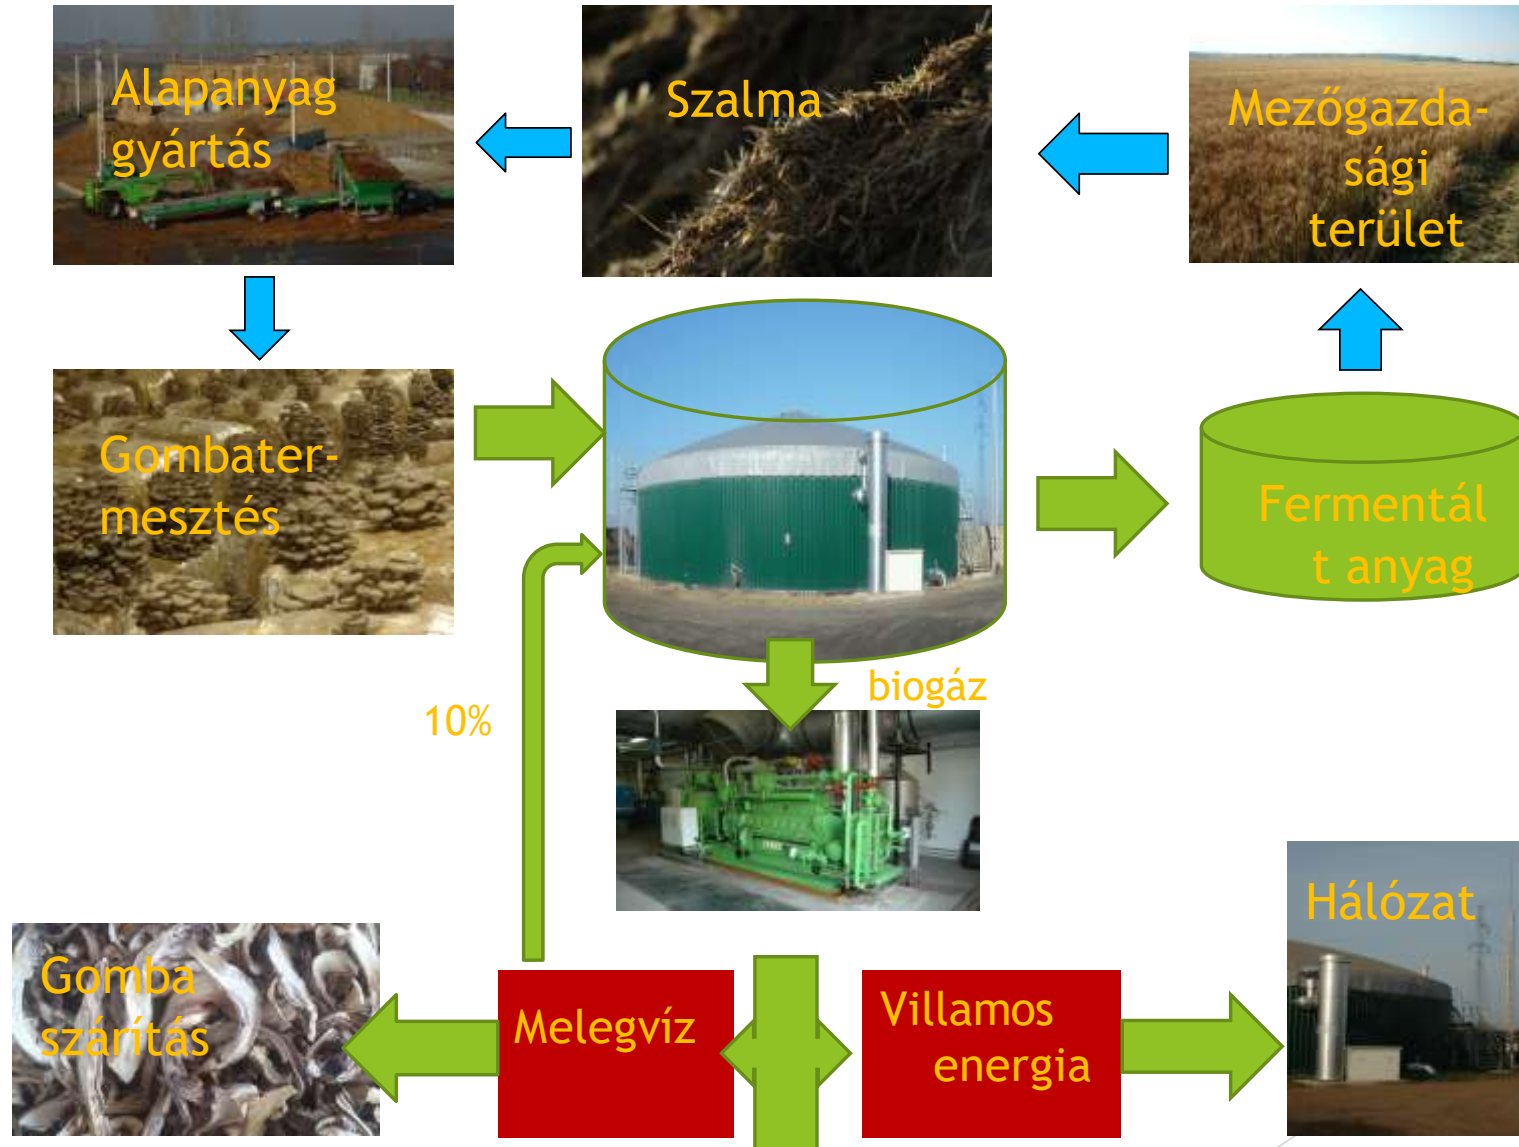 Alapanyag
gyártás
Szalma
Mezőgazda-
sági
terület
Gombater-
mesztés
Fermentál
t anyag
biogáz
10%
Hálózat
Gomba
szárítás
Melegvíz
Villamos
energia